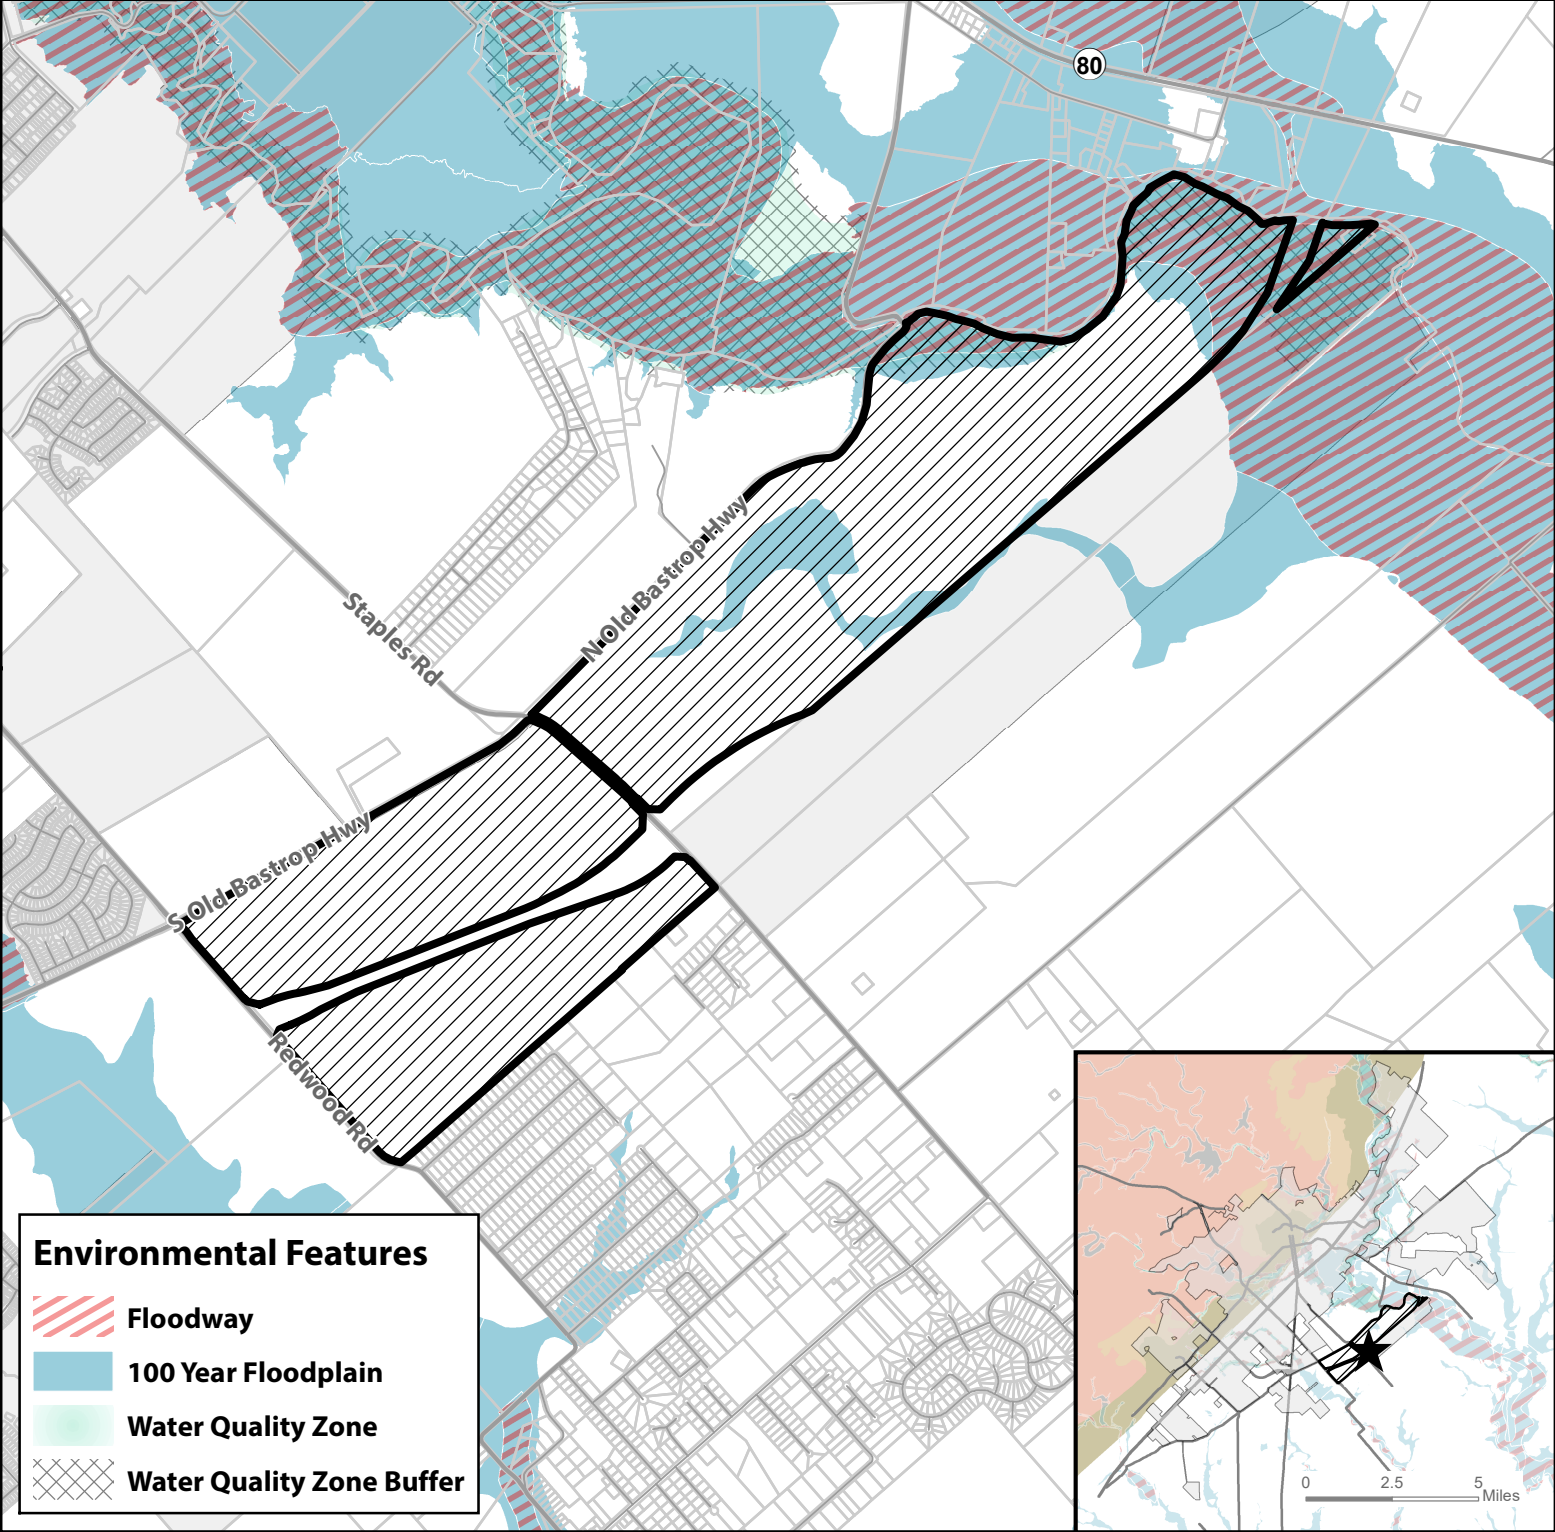 80
N Old Bastrop Hwy
Staples Rd
S Old Bastrop Hwy
Redwood Rd
Environmental Features
Floodway
100 Year Floodplain
Water Quality Zone
Water Quality Zone Buffer
0 2.5 5
Miles